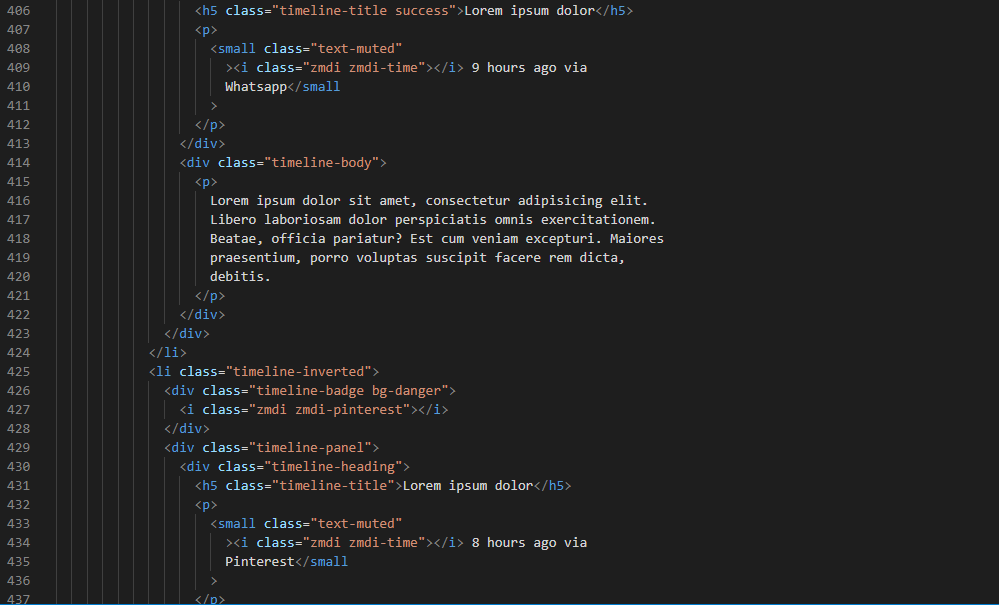 406 <h5 class="timeline-title success">Lorem ipsum dolor</h5>
407 <p>
408 <small class="text-muted"
409 ><i class="zmdi zmdi-time"></i> 9 hours ago via
410 Whatsapp</small
411 >
412 </p>
413 </div>
414 <div class="timeline-body">
415 <p>
416 Lorem ipsum dolor sit amet, consectetur adipisicing elit.
417 Libero laboriosam dolor perspiciatis omnis exercitationem.
418 Beatae, officia pariatur? Est cum veniam excepturi. Maiores
419 praesentium, porro voluptas suscipit facere rem dicta,
420 debitis.
421 </p>
422 </div>
423 </div>
424 </li>
425 <li class="timeline-inverted">
426 <div class="timeline-badge bg-danger">
427 <i class="zmdi zmdi-pinterest"></i>
428 </div>
429 <div class="timeline-panel">
430 <div class="timeline-heading">
431 <h5 class="timeline-title">Lorem ipsum dolor</h5>
432 <p>
433 <small class="text-muted"
434 ><i class="zmdi zmdi-time"></i> 8 hours ago via
435 Pinterest</small
436 >
437 </p>